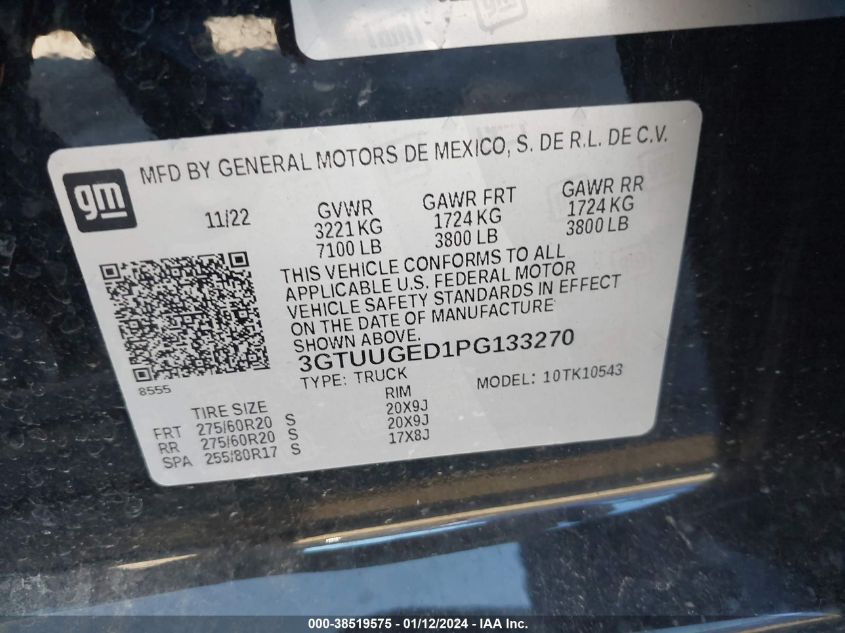 gm
MFD BY GENERAL MOTORS DE MEXICO, S. DE R.L. DE C.V.
11/22
GVWR GAWR FRT GAWR RR
3221 KG 1724 KG 1724 KG
7100 LB 3800 LB 3800 LB
THIS VEHICLE CONFORMS TO ALL
APPLICABLE U.S. FEDERAL MOTOR
VEHICLE SAFETY STANDARDS IN EFFECT
ON THE DATE OF MANUFACTURE
SHOWN ABOVE.
3GTUUGED1PG133270
8555
TYPE: TRUCK MODEL: 10TK10543
TIRE SIZE RIM
FRT 275/60R20 S 20X9J
RR 275/60R20 S 20X9J
SPA 255/80R17 S 17X8J
000-38519575 - 01/12/2024 - IAA Inc.